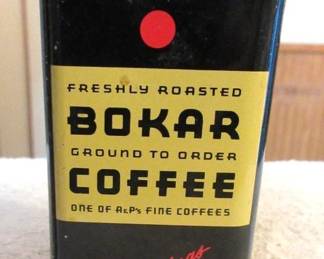 FRESHLY ROASTED
BOKAR
GROUND TO ORDER
COFFEE
ONE OF A&P's FINE COFFEES